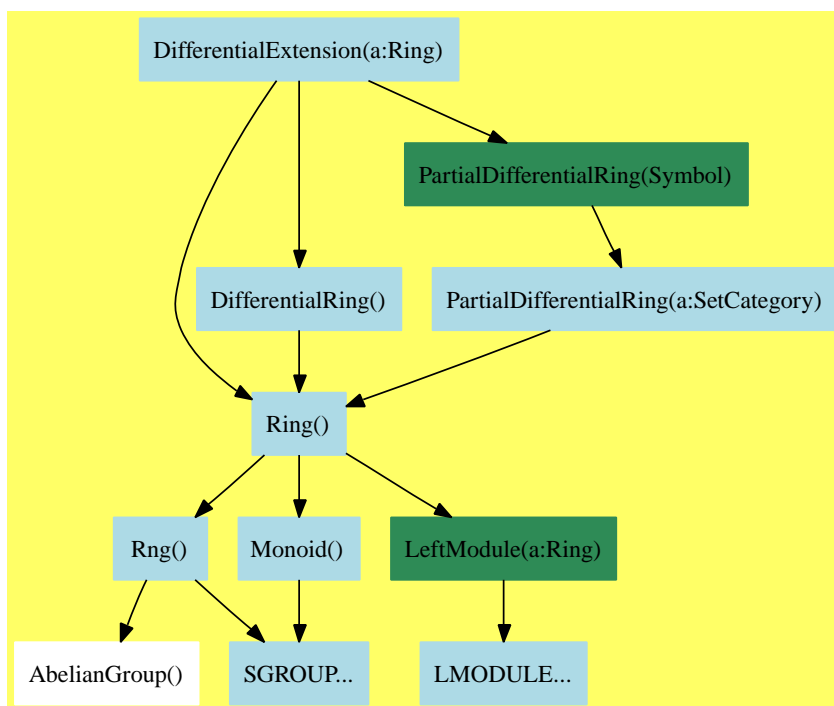 DifferentialExtension(a:Ring)
PartialDifferentialRing(Symbol)
DifferentialRing()
PartialDifferentialRing(a:SetCategory)
Ring()
Rng()
Monoid()
LeftModule(a:Ring)
AbelianGroup()
SGROUP...
LMODULE...